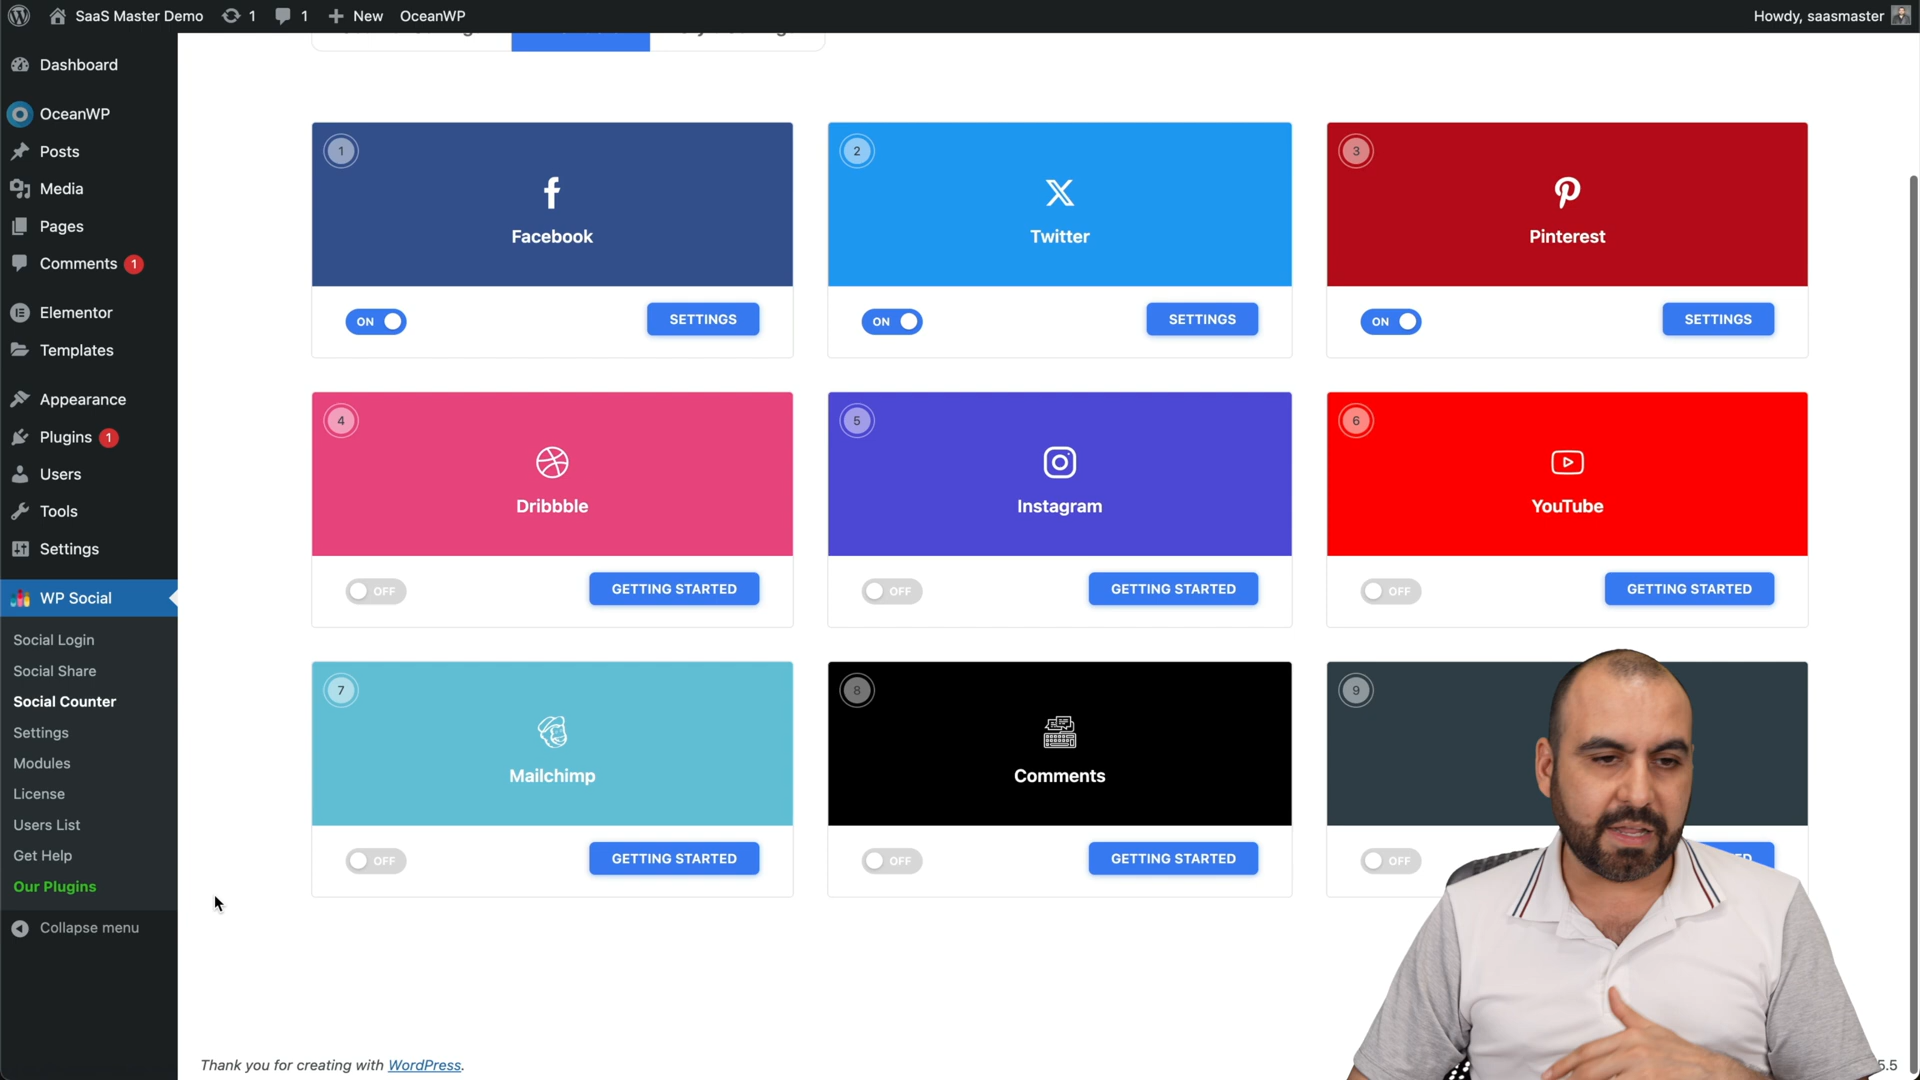 SaaS Master Demo 1 1 New OceanWP Howdy, saasmaster
Dashboard
OceanWP
Posts
Media
Pages
Comments 1
Elementor
Templates
Appearance
Plugins 1
Users
Tools
Settings
WP Social
Social Login
Social Share
Social Counter
Settings
Modules
License
Users List
Get Help
Our Plugins
Collapse menu
1
Facebook
ON SETTINGS
2
Twitter
ON SETTINGS
3
Pinterest
ON SETTINGS
4
Dribbble
OFF GETTING STARTED
5
Instagram
OFF GETTING STARTED
6
YouTube
OFF GETTING STARTED
7
Mailchimp
OFF GETTING STARTED
8
Comments
OFF GETTING STARTED
9
OFF
Thank you for creating with WordPress.